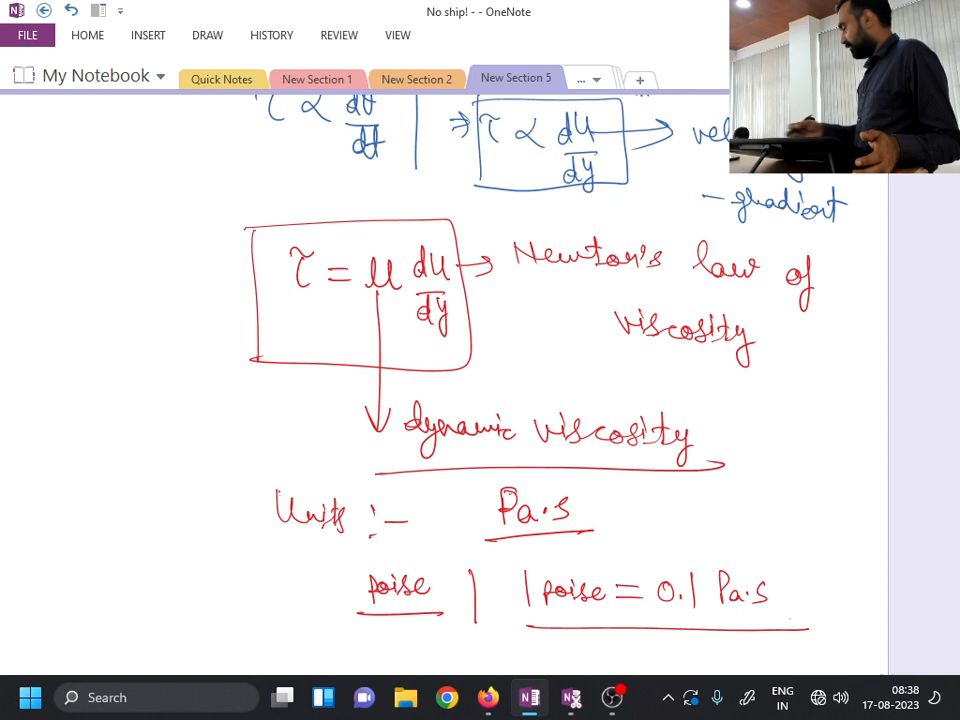 No ship! - - OneNote
FILE HOME INSERT DRAW HISTORY REVIEW VIEW
My Notebook Quick Notes New Section 1 New Section 2 New Section 5 ... +
τ ∝ du/dt ⇒ τ ∝ du/dy →
- gradient
τ = μ du/dy → Newton's law of
viscosity
dynamic viscosity
Units :- Pa.s
poise | 1 poise = 0.1 Pa.s
Search ENG 08:38
IN 17-08-2023